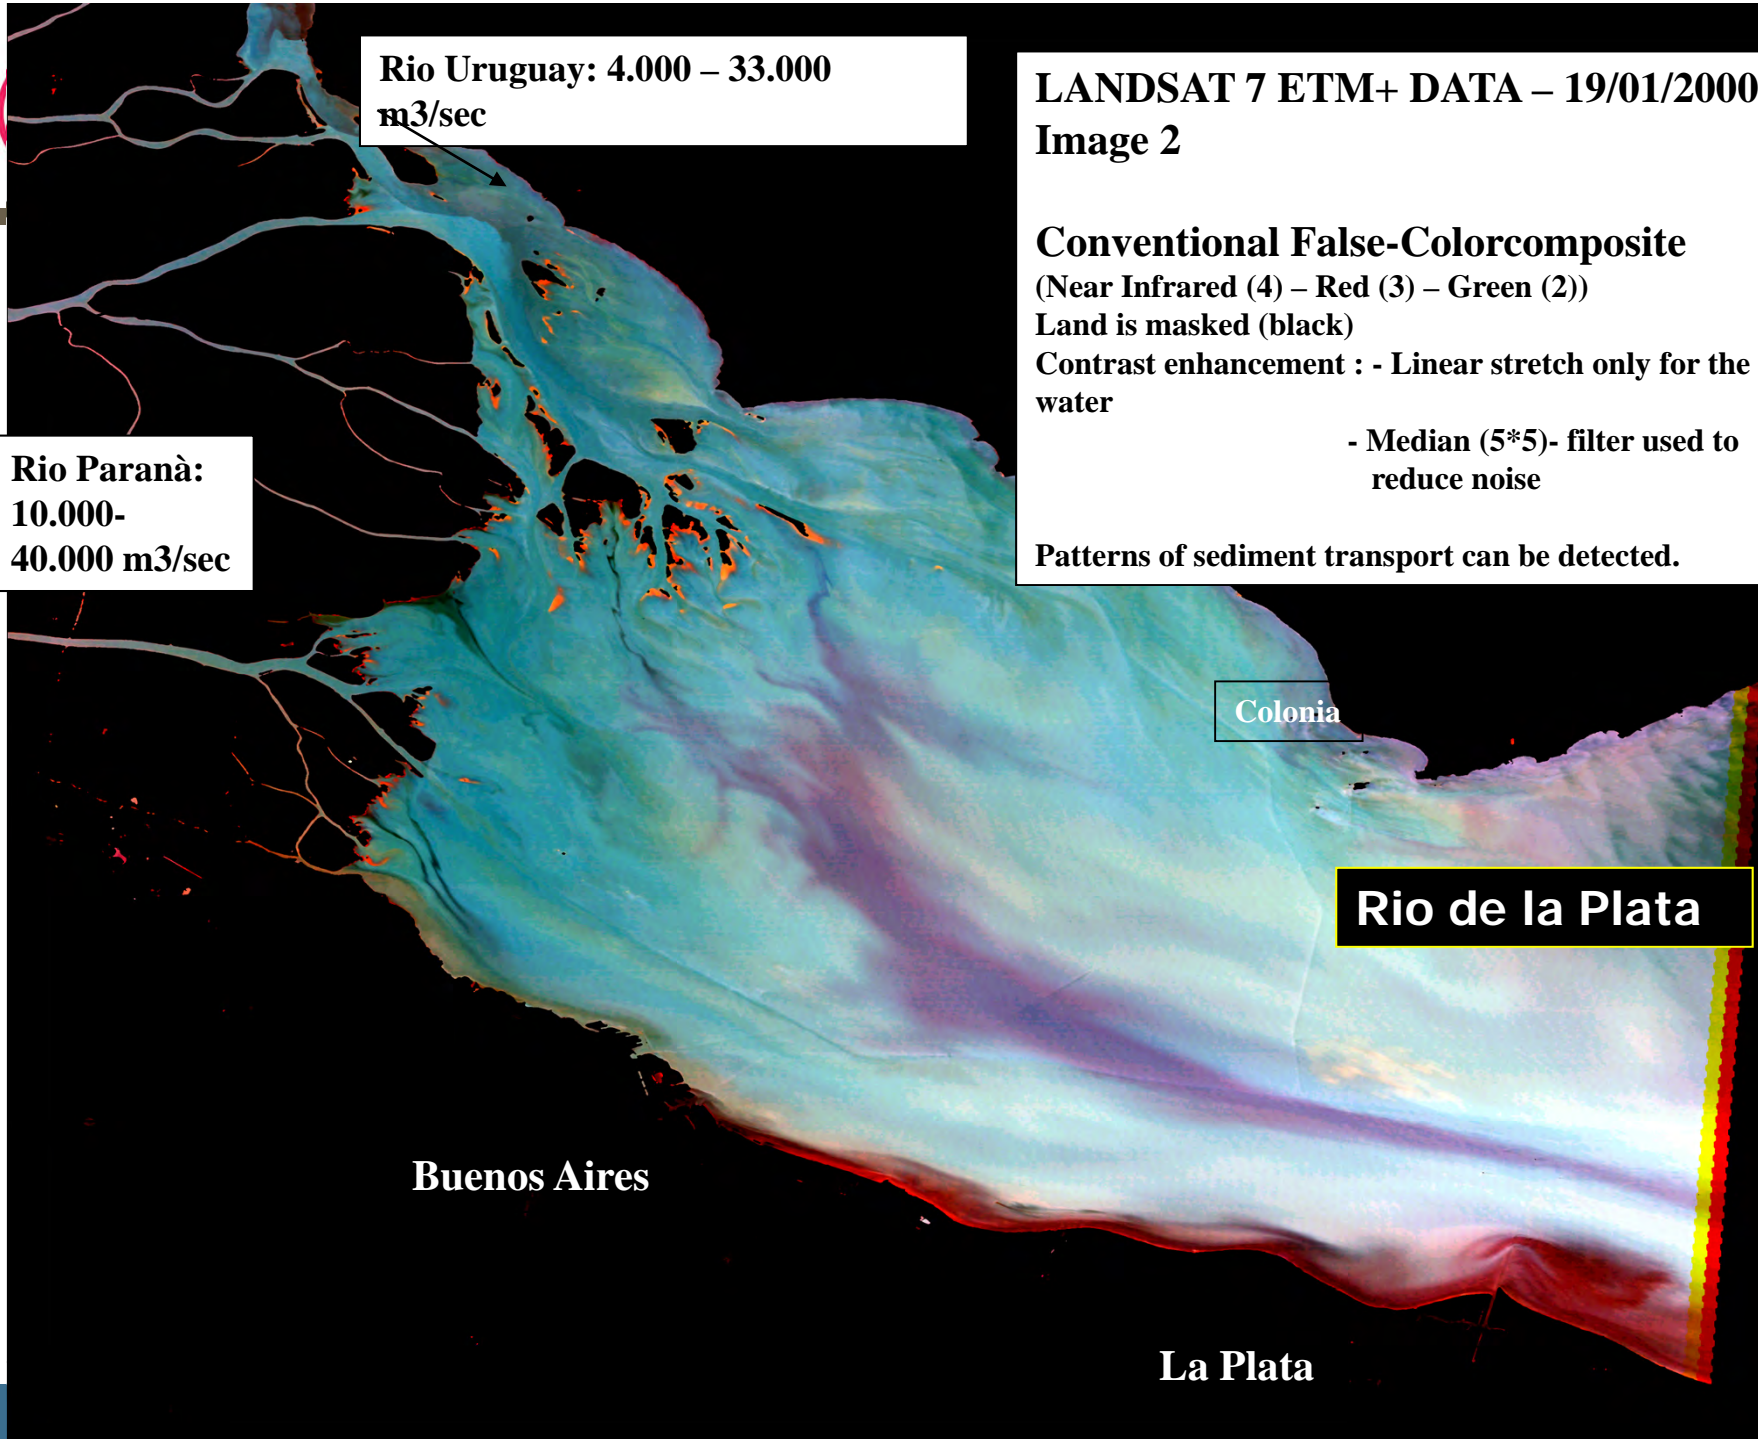 Rio Uruguay: 4.000 – 33.000
m3/sec
LANDSAT 7 ETM+ DATA – 19/01/2000
Image 2
Conventional False-Colorcomposite
(Near Infrared (4) – Red (3) – Green (2))
Land is masked (black)
Contrast enhancement : - Linear stretch only for the
water
- Median (5*5)- filter used to
reduce noise
Patterns of sediment transport can be detected.
Rio Paranà:
10.000-
40.000 m3/sec
Colonia
Rio de la Plata
Buenos Aires
La Plata